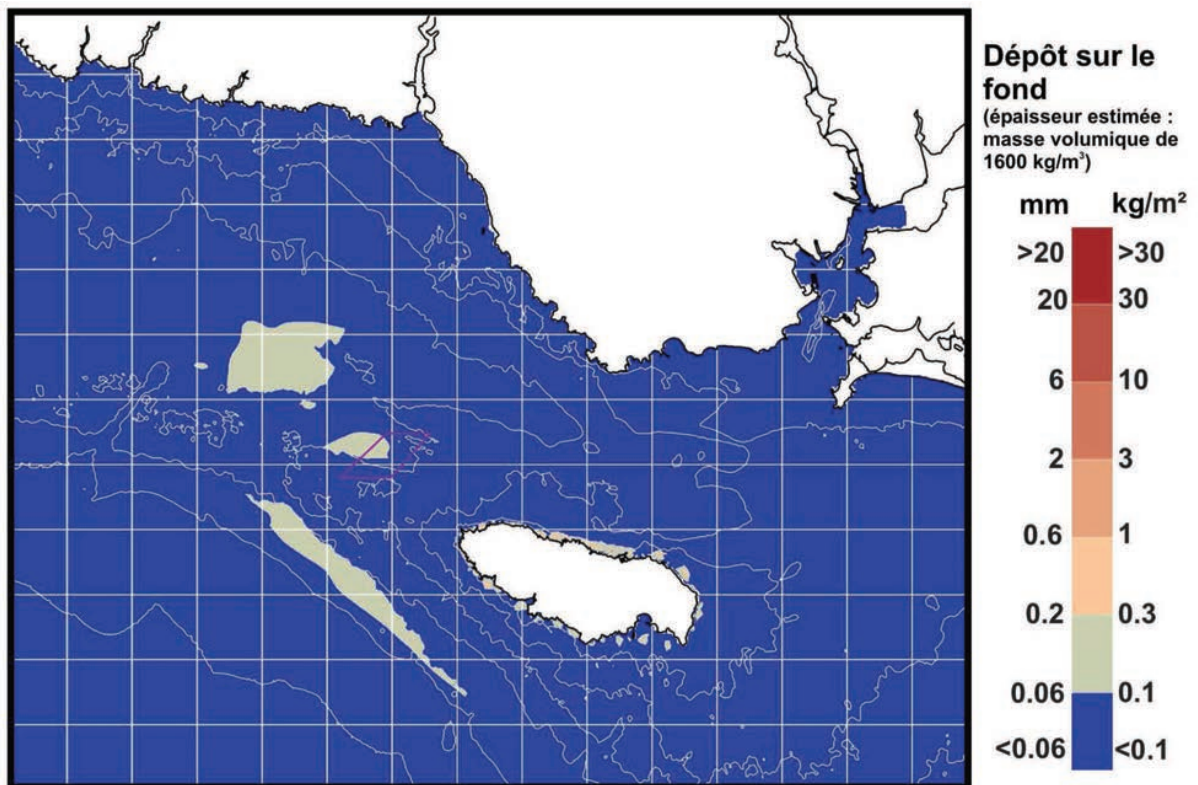 Dépôt sur le
fond
(épaisseur estimée :
masse volumique de
1600 kg/m³)
mm kg/m²
>20 >30
20 30
6 10
2 3
0.6 1
0.2 0.3
0.06 0.1
<0.06 <0.1